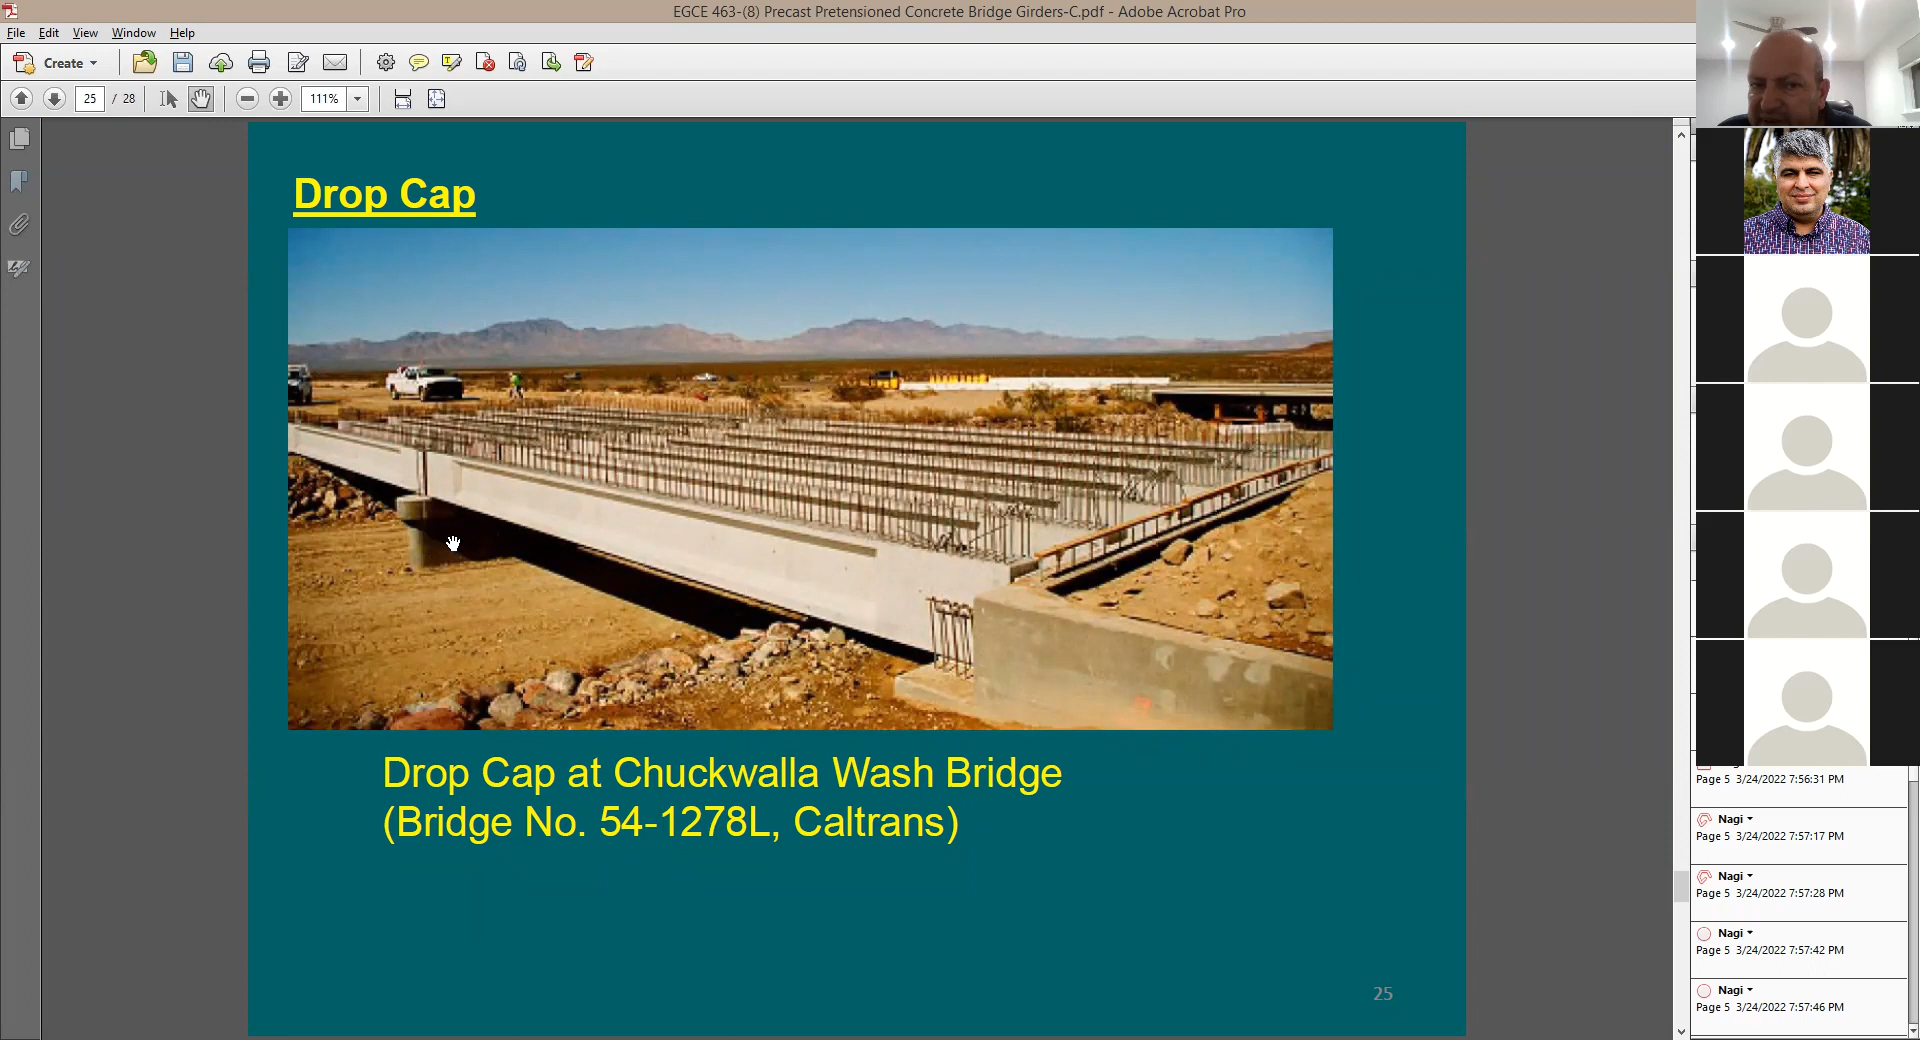 EGCE 463-(8) Precast Pretensioned Concrete Bridge Girders-C.pdf - Adobe Acrobat Pro
File Edit View Window Help
Create
25 / 28 111%
Drop Cap
Drop Cap at Chuckwalla Wash Bridge
(Bridge No. 54-1278L, Caltrans)
25
Page 5 3/24/2022 7:56:31 PM
Nagi
Page 5 3/24/2022 7:57:17 PM
Nagi
Page 5 3/24/2022 7:57:28 PM
Nagi
Page 5 3/24/2022 7:57:42 PM
Nagi
Page 5 3/24/2022 7:57:46 PM